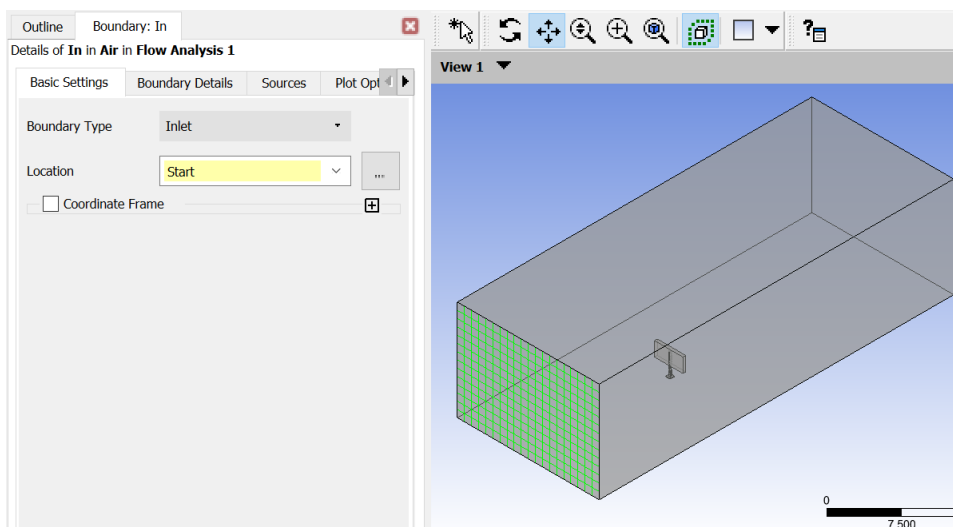 Outline Boundary: In
Details of In in Air in Flow Analysis 1
Basic Settings Boundary Details Sources Plot Opt
Boundary Type Inlet
Location Start ...
Coordinate Frame
View 1
0
7.500